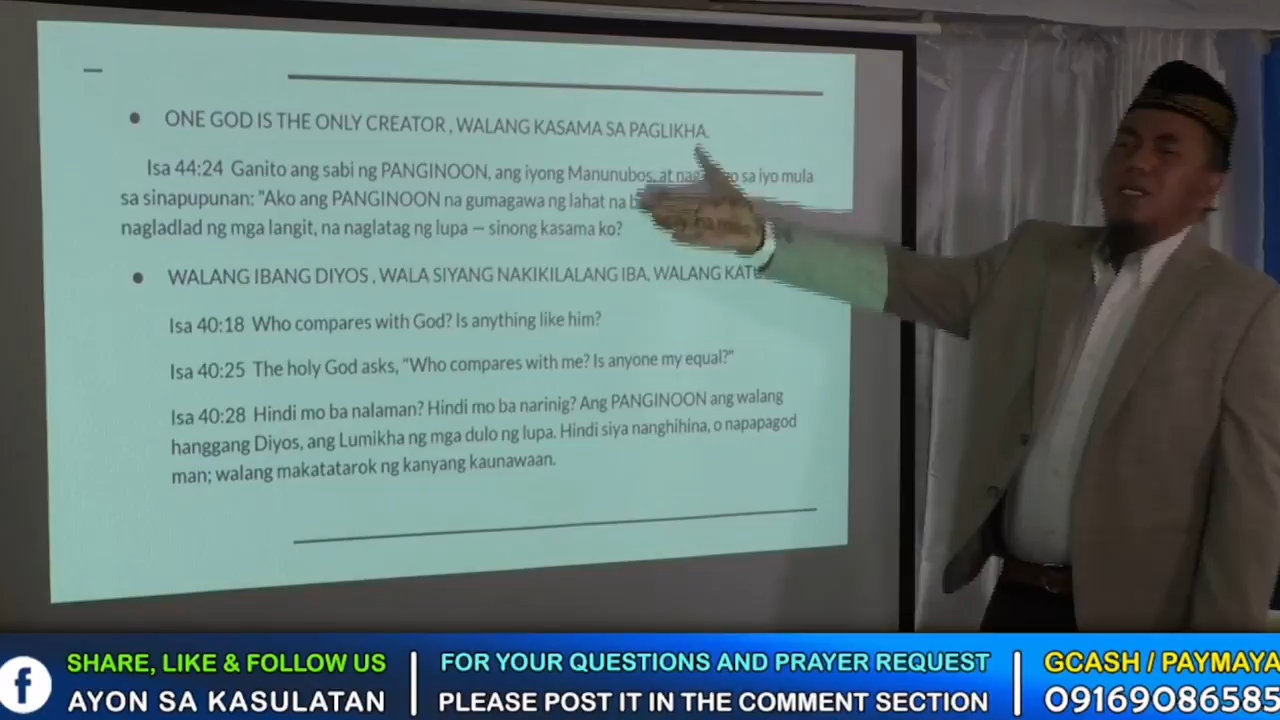 ONE GOD IS THE ONLY CREATOR , WALANG KASAMA SA PAGLIKHA.
Isa 44:24 Ganito ang sabi ng PANGINOON, ang iyong Manunubos, at sa iyo mula
sa sinapupunan: "Ako ang PANGINOON na gumagawa ng lahat na
nagladlad ng mga langit, na naglatag ng lupa — sinong kasama ko?
WALANG IBANG DIYOS , WALA SIYANG NAKIKILALANG IBA, WALANG
Isa 40:18 Who compares with God? Is anything like him?
Isa 40:25 The holy God asks, "Who compares with me? Is anyone my equal?"
Isa 40:28 Hindi mo ba nalaman? Hindi mo ba narinig? Ang PANGINOON ang walang
hanggang Diyos, ang Lumikha ng mga dulo ng lupa. Hindi siya nanghihina, o napapagod
man; walang makatatarok ng kanyang kaunawaan.
f
SHARE, LIKE & FOLLOW US
AYON SA KASULATAN
FOR YOUR QUESTIONS AND PRAYER REQUEST
PLEASE POST IT IN THE COMMENT SECTION
GCASH / PAYMAYA
09169086585